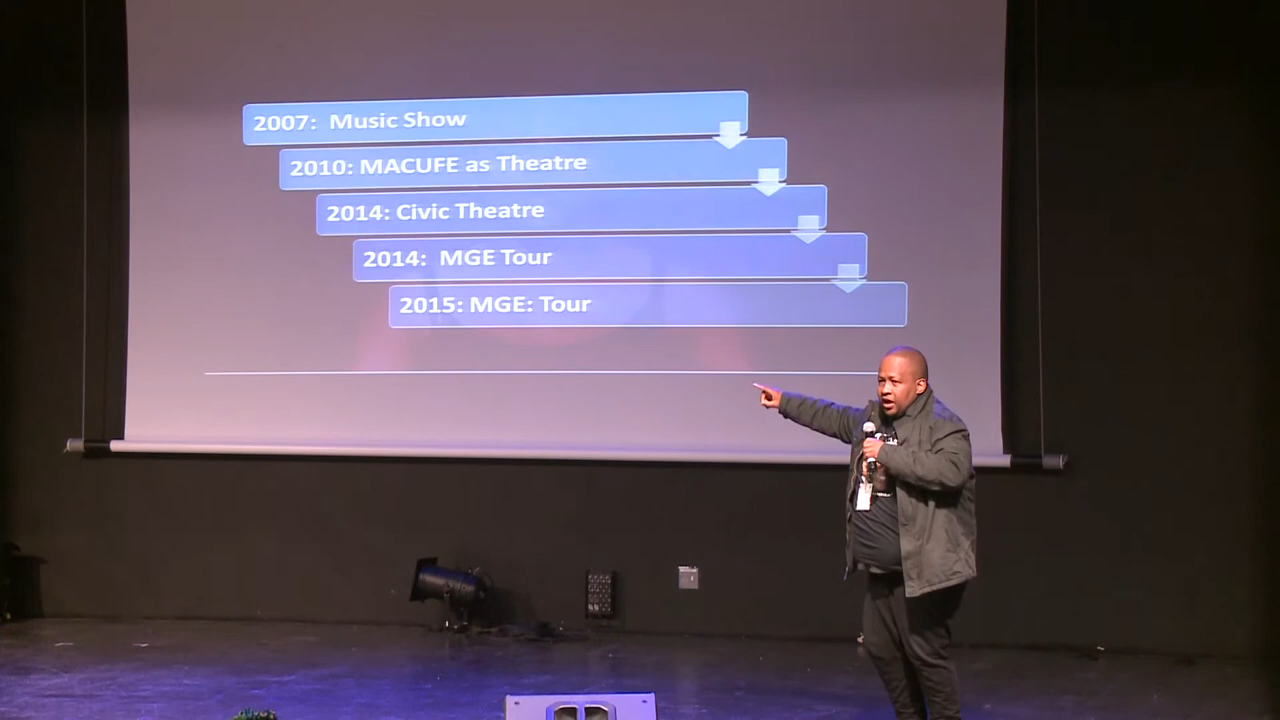 2007: Music Show
2010: MACUFE as Theatre
2014: Civic Theatre
2014: MGE Tour
2015: MGE: Tour